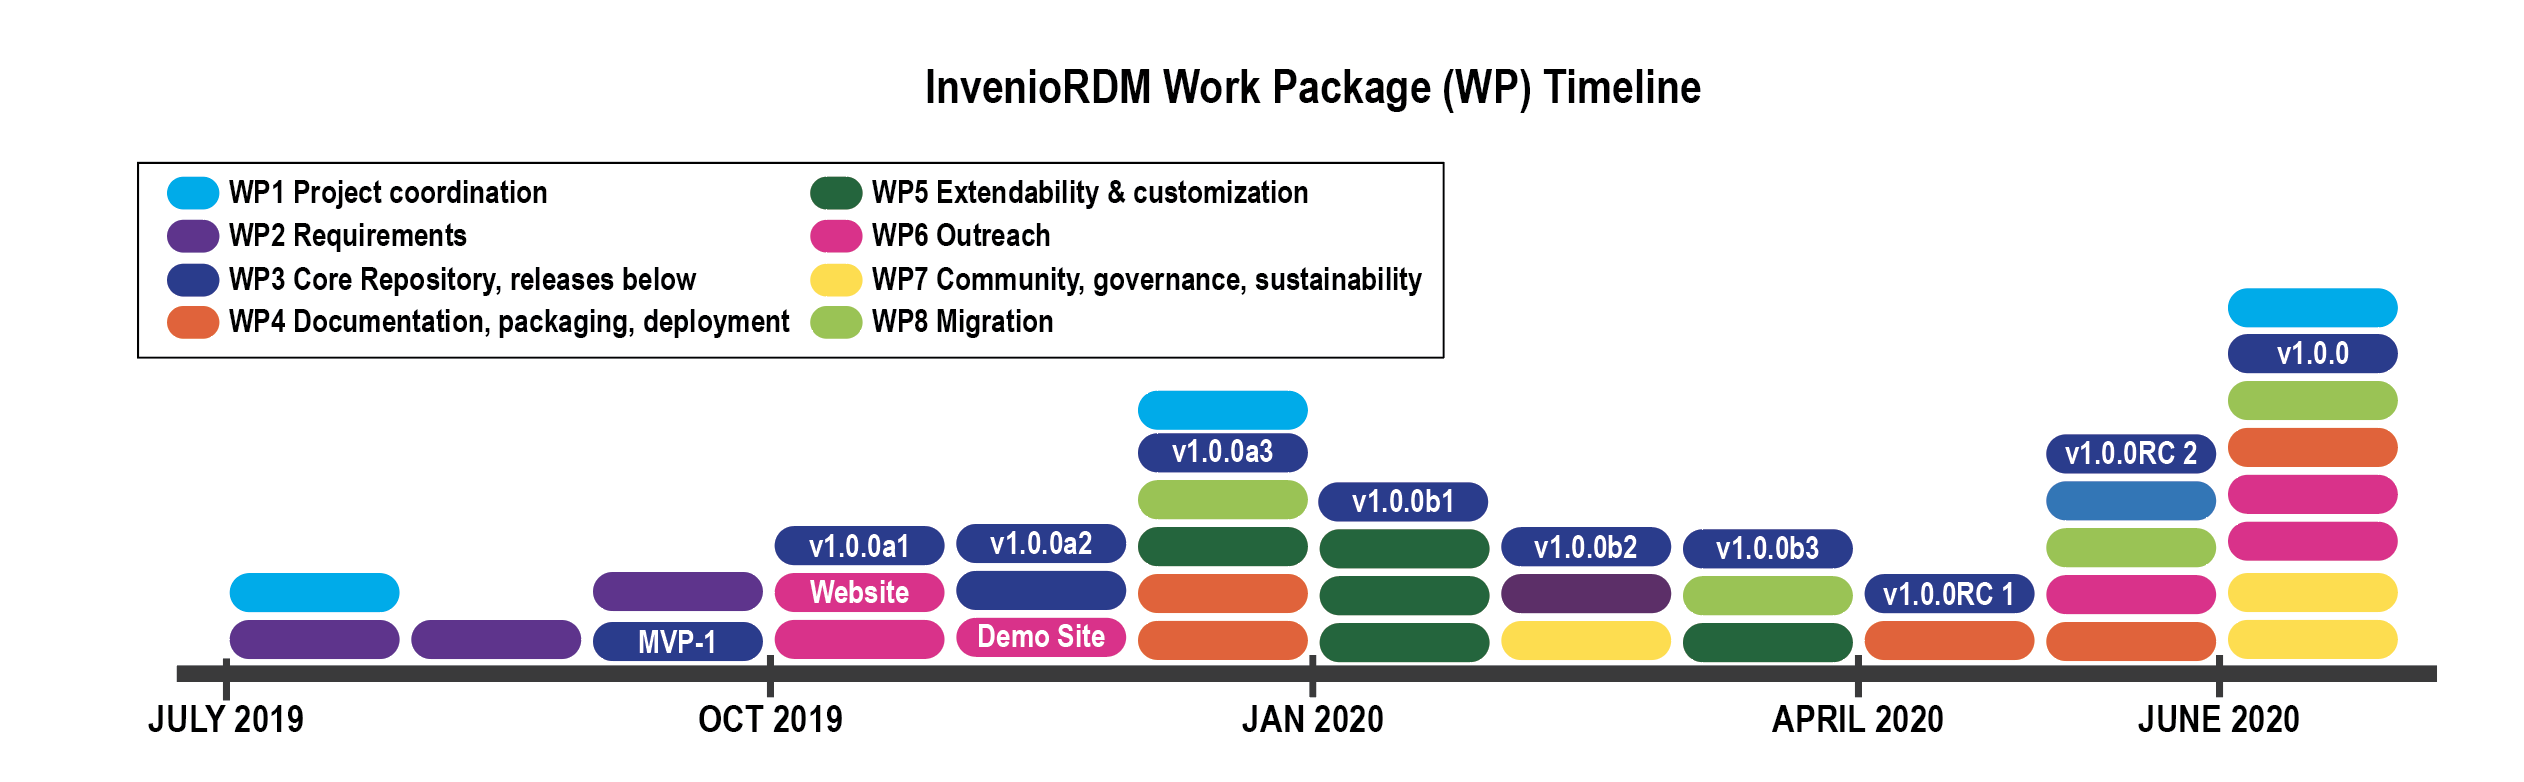 InvenioRDM Work Package (WP) Timeline
WP1 Project coordination
WP2 Requirements
WP3 Core Repository, releases below
WP4 Documentation, packaging, deployment
WP5 Extendability & customization
WP6 Outreach
WP7 Community, governance, sustainability
WP8 Migration
MVP-1
v1.0.0a1
Website
v1.0.0a2
Demo Site
v1.0.0a3
v1.0.0b1
v1.0.0b2
v1.0.0b3
v1.0.0RC 1
v1.0.0RC 2
v1.0.0
JULY 2019
OCT 2019
JAN 2020
APRIL 2020
JUNE 2020